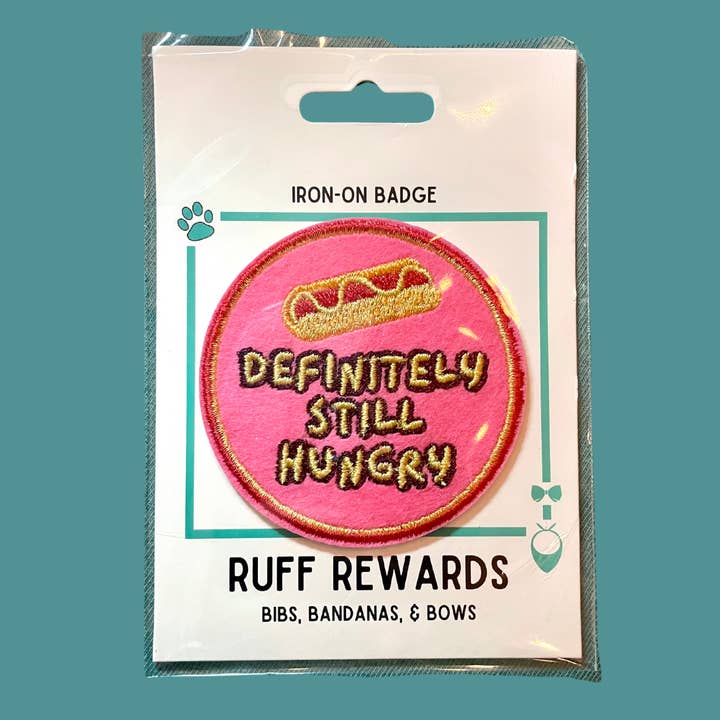 IRON-ON BADGE
DEFINITELY
STILL
HUNGRY
RUFF REWARDS
BIBS, BANDANAS, & BOWS